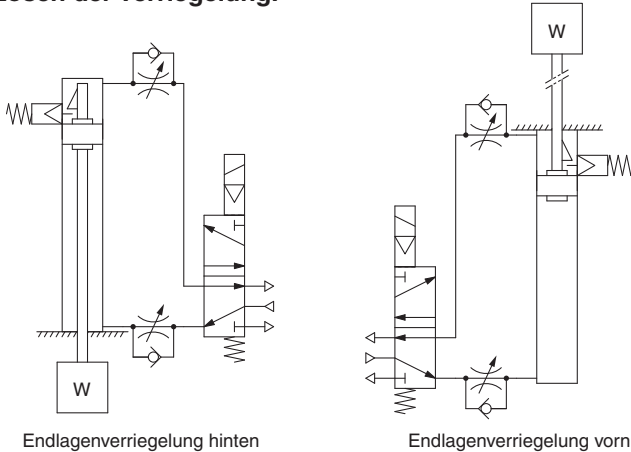 Lösen der Verriegelung.
W
W
Endlagenverriegelung hinten
Endlagenverriegelung vorn